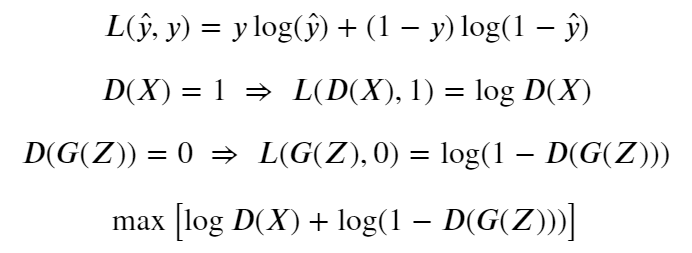 L(ŷ, y) = y log(ŷ) + (1 − y) log(1 − ŷ)
D(X) = 1 ⇒ L(D(X), 1) = log D(X)
D(G(Z)) = 0 ⇒ L(G(Z), 0) = log(1 − D(G(Z)))
max [log D(X) + log(1 − D(G(Z)))]